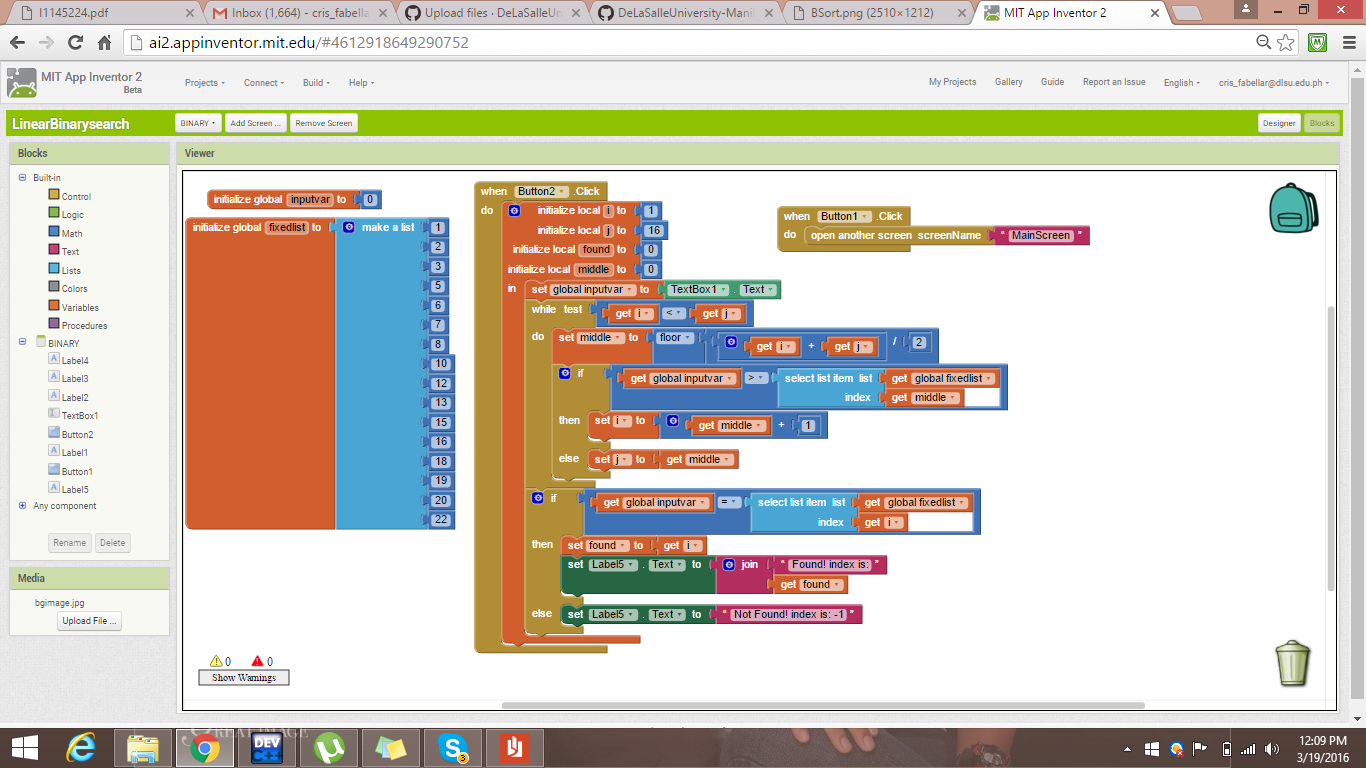 I1145224.pdf
Inbox (1,664) - cris_fabella
Upload files · DeLaSalleUn
DeLaSalleUniversity-Manil
BSort.png (2510×1212)
MIT App Inventor 2
ai2.appinventor.mit.edu/#4612918649290752
MIT App Inventor 2
Beta
Projects
Connect
Build
Help
My Projects
Gallery
Guide
Report an Issue
English
cris_fabellar@dlsu.edu.ph
LinearBinarysearch
BINARY
Add Screen ...
Remove Screen
Designer
Blocks
Blocks
Built-in
Control
Logic
Math
Text
Lists
Colors
Variables
Procedures
BINARY
Label4
Label3
Label2
TextBox1
Button2
Label1
Button1
Label5
Any component
Rename
Delete
Media
bgimage.jpg
Upload File ...
Viewer
initialize global inputvar to 0
initialize global fixedlist to make a list 1
2
3
5
6
7
8
10
12
13
15
16
18
19
20
22
when Button2 .Click
do initialize local i to 1
initialize local j to 16
initialize local found to 0
initialize local middle to 0
in set global inputvar to TextBox1 . Text
while test get i < get j
do set middle to floor get i + get j / 2
if get global inputvar > select list item list get global fixedlist
index get middle
then set i to get middle + 1
else set j to get middle
if get global inputvar = select list item list get global fixedlist
index get i
then set found to get i
set Label5 . Text to join " Found! index is: "
get found
else set Label5 . Text to " Not Found! index is: -1 "
when Button1 .Click
do open another screen screenName " MainScreen "
0
0
Show Warnings
DEV
C++
3
12:09 PM
3/19/2016